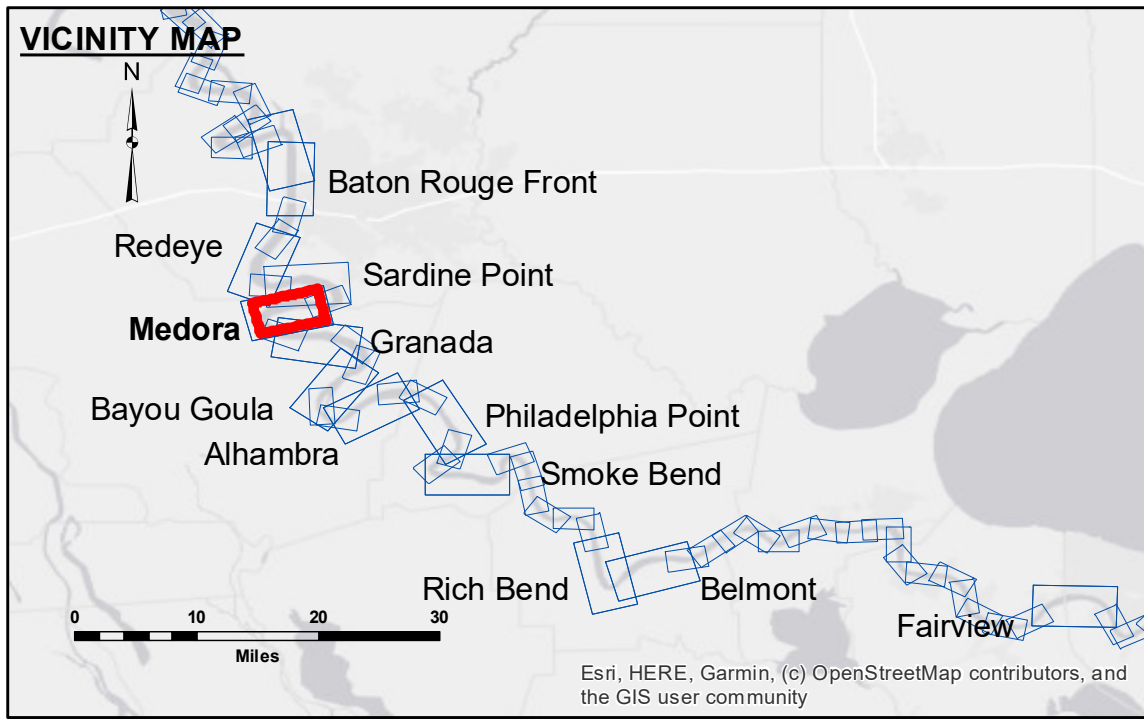 VICINITY MAP
N
Baton Rouge Front
Redeye
Sardine Point
Medora
Granada
Bayou Goula
Philadelphia Point
Alhambra
Smoke Bend
Rich Bend
Belmont
Fairview
0 10 20 30
Miles
Esri, HERE, Garmin, (c) OpenStreetMap contributors, and
the GIS user community